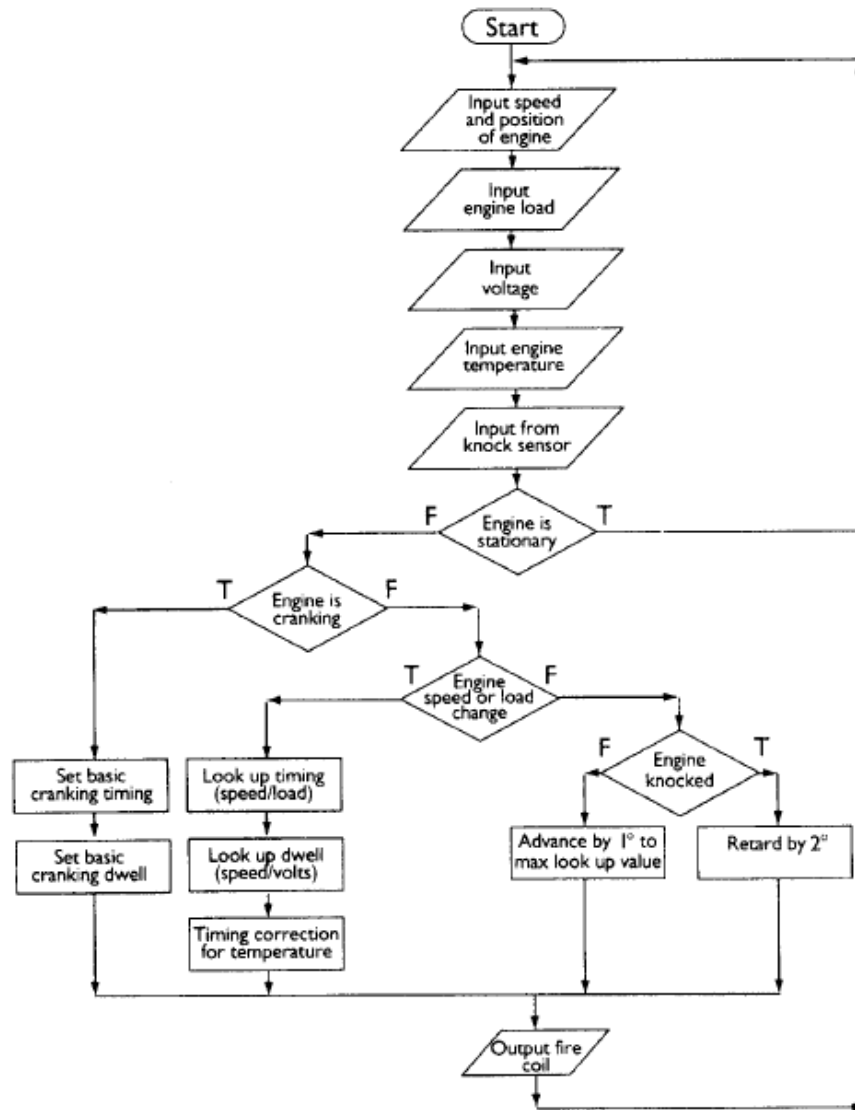 Start
Input speed
and position
of engine
Input
engine load
Input
voltage
Input engine
temperature
Input from
knock sensor
F
T
Engine is
stationary
T
F
Engine is
cranking
T
F
Engine
speed or load
change
F
T
Engine
knocked
Set basic
cranking timing
Look up timing
(speed/load)
Advance by 1° to
max look up value
Retard by 2°
Set basic
cranking dwell
Look up dwell
(speed/volts)
Timing correction
for temperature
Output fire
coil